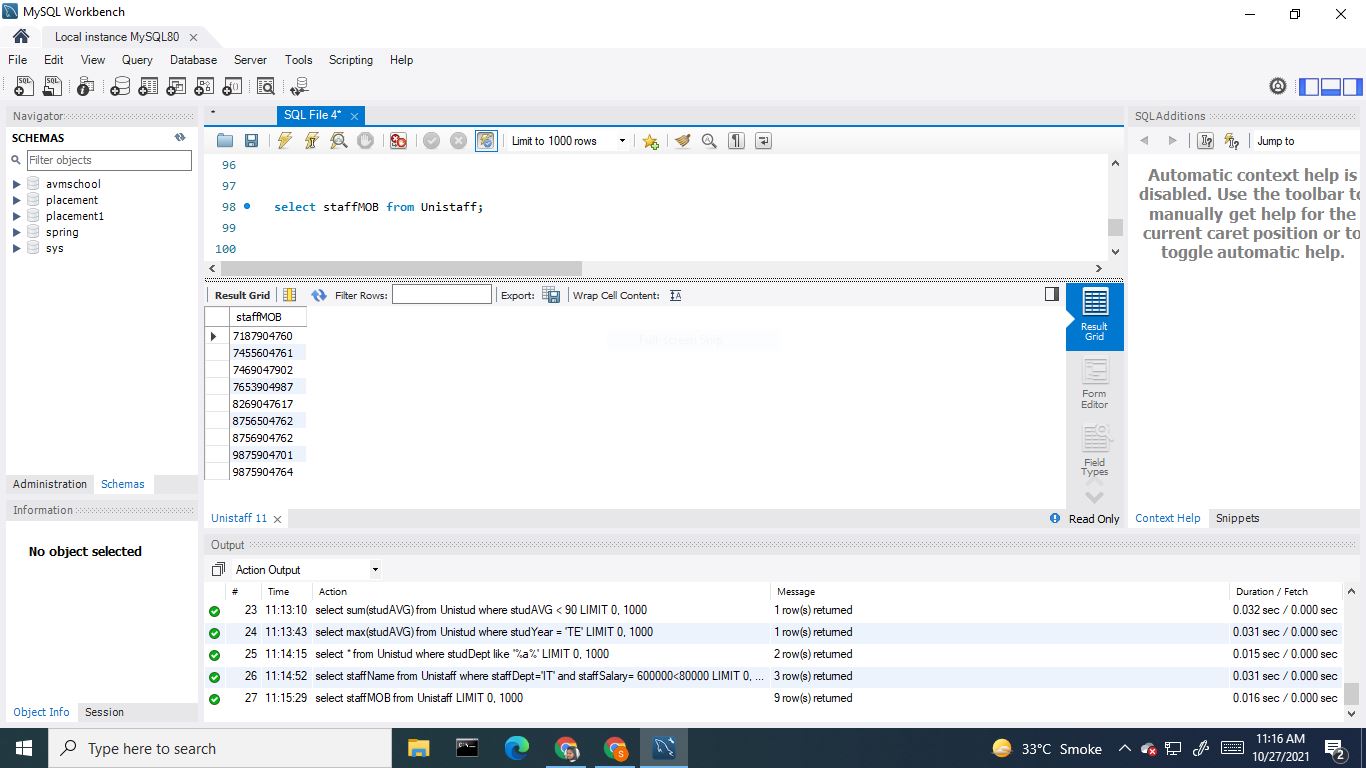 MySQL Workbench
Local instance MySQL80
File Edit View Query Database Server Tools Scripting Help
Navigator
SCHEMAS
Filter objects
avmschool
placement
placement1
spring
sys
Administration Schemas
Information
No object selected
Object Info Session
* SQL File 4*
Limit to 1000 rows
96
97
98 select staffMOB from Unistaff;
99
100
Result Grid Filter Rows: Export: Wrap Cell Content:
staffMOB
7187904760
7455604761
7469047902
7653904987
8269047617
8756504762
8756904762
9875904701
9875904764
Full-screen Snip
Result
Grid
Form
Editor
Field
Types
Unistaff 11
Read Only
SQLAdditions
Jump to
Automatic context help is
disabled. Use the toolbar to
manually get help for the
current caret position or to
toggle automatic help.
Context Help Snippets
Output
Action Output
# Time Action Message Duration / Fetch
23 11:13:10 select sum(studAVG) from Unistud where studAVG < 90 LIMIT 0, 1000 1 row(s) returned 0.032 sec / 0.000 sec
24 11:13:43 select max(studAVG) from Unistud where studYear = 'TE' LIMIT 0, 1000 1 row(s) returned 0.031 sec / 0.000 sec
25 11:14:15 select * from Unistud where studDept like '%a%' LIMIT 0, 1000 2 row(s) returned 0.015 sec / 0.000 sec
26 11:14:52 select staffName from Unistaff where staffDept='IT' and staffSalary= 600000<80000 LIMIT 0, ... 3 row(s) returned 0.031 sec / 0.000 sec
27 11:15:29 select staffMOB from Unistaff LIMIT 0, 1000 9 row(s) returned 0.016 sec / 0.000 sec
Type here to search
33°C Smoke
11:16 AM
10/27/2021
2